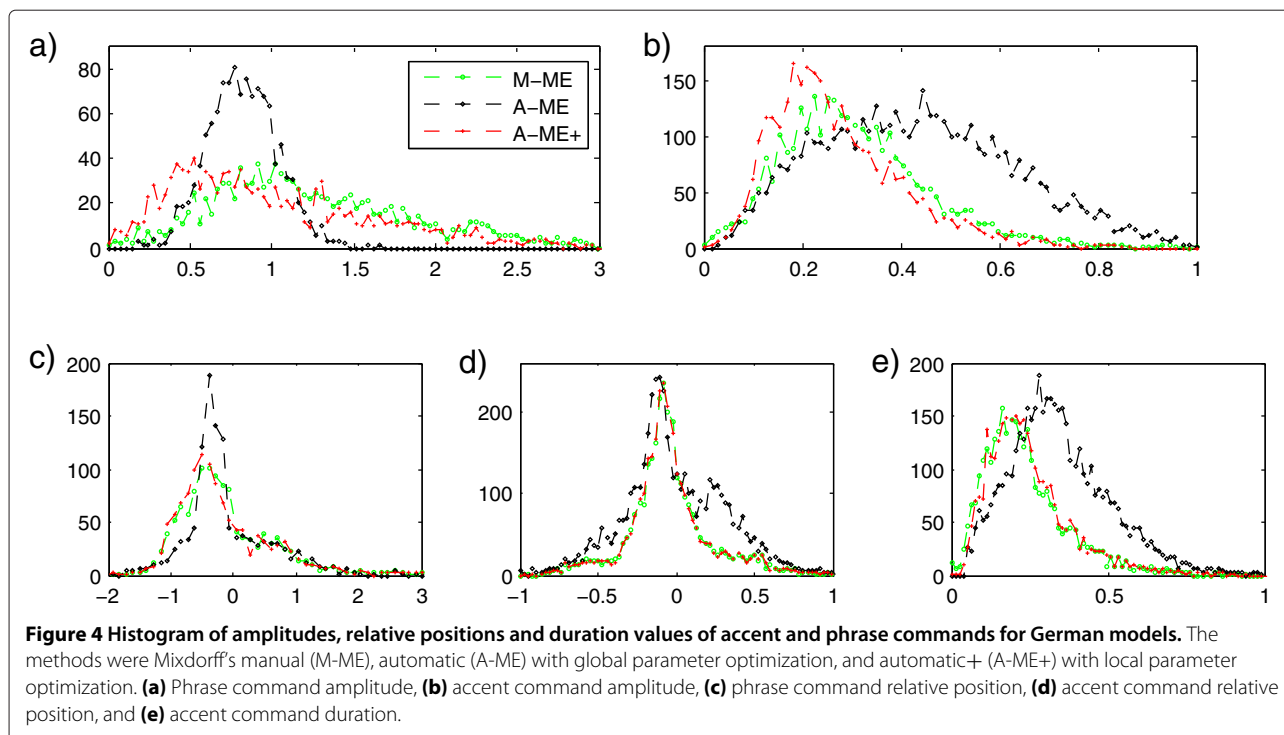 a)
80
60
40
20
0
0 0.5 1 1.5 2 2.5 3
M−ME
A−ME
A−ME+
b)
150
100
50
0
0 0.2 0.4 0.6 0.8 1
c)
200
150
100
50
0
−2 −1 0 1 2 3
d)
200
100
0
−1 −0.5 0 0.5 1
e)
200
150
100
50
0
0 0.5 1
Figure 4 Histogram of amplitudes, relative positions and duration values of accent and phrase commands for German models. The
methods were Mixdorff's manual (M-ME), automatic (A-ME) with global parameter optimization, and automatic+ (A-ME+) with local parameter
optimization. (a) Phrase command amplitude, (b) accent command amplitude, (c) phrase command relative position, (d) accent command relative
position, and (e) accent command duration.